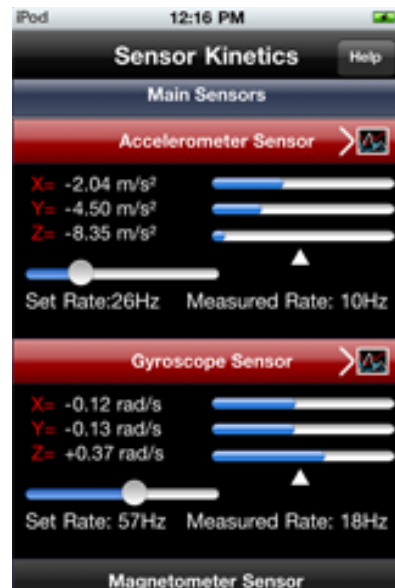 iPod 12:16 PM
Sensor Kinetics Help
Main Sensors
Accelerometer Sensor
X= -2.04 m/s²
Y= -4.50 m/s²
Z= -8.35 m/s²
Set Rate:26Hz Measured Rate: 10Hz
Gyroscope Sensor
X= -0.12 rad/s
Y= -0.13 rad/s
Z= +0.37 rad/s
Set Rate: 57Hz Measured Rate: 18Hz
Magnetometer Sensor